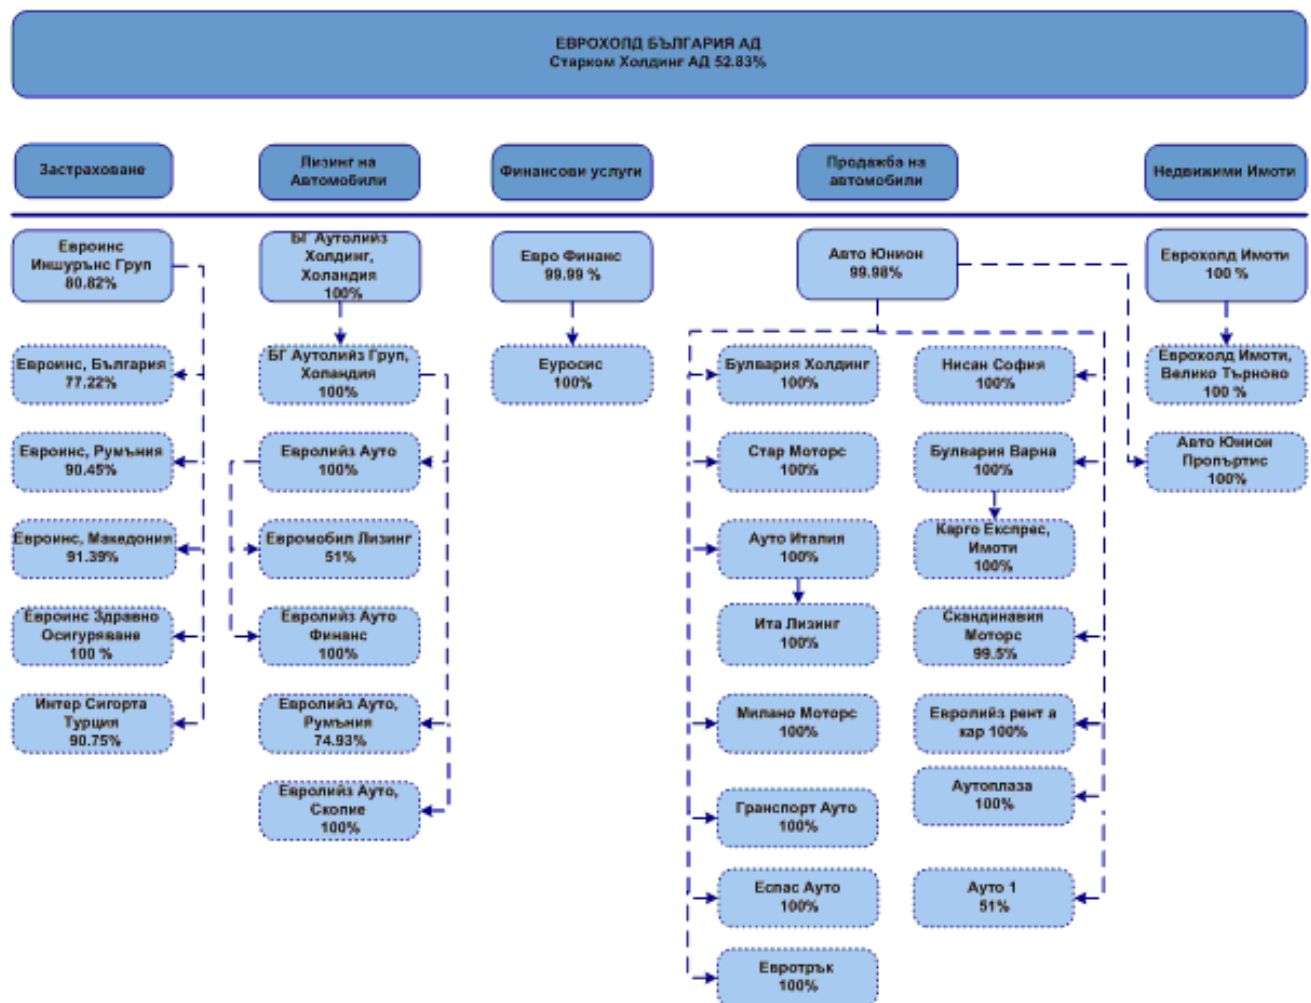 ЕВРОХОЛД БЪЛГАРИЯ АД
Старком Холдинг АД 52.83%
Застраховане
Лизинг на
Автомобили
Финансови услуги
Продажба на
автомобили
Недвижими Имоти
Евроинс
Иншурънс Груп
80.82%
Евроинс, България
77.22%
Евроинс, Румъния
90.45%
Евроинс, Македония
91.39%
Евроинс Здравно
Осигуряване
100 %
Интер Сигорта
Турция
90.75%
БГ Аутолийз
Холдинг,
Холандия
100%
БГ Аутолийз Груп,
Холандия
100%
Евролийз Ауто
100%
Евромобил Лизинг
51%
Евролийз Ауто
Финанс
100%
Евролийз Ауто,
Румъния
74.93%
Евролийз Ауто,
Скопие
100%
Евро Финанс
99.99 %
Еуросис
100%
Авто Юнион
99.98%
Булвария Холдинг
100%
Стар Моторс
100%
Ауто Италия
100%
Ита Лизинг
100%
Милано Моторс
100%
Гранспорт Ауто
100%
Еспас Ауто
100%
Евротрък
100%
Нисан София
100%
Булвария Варна
100%
Карго Експрес,
Имоти
100%
Скандинавия
Моторс
99.5%
Евролийз рент а
кар 100%
Аутоплаза
100%
Ауто 1
51%
Еврохолд Имоти
100 %
Еврохолд Имоти,
Велико Търново
100 %
Авто Юнион
Пропъртис
100%